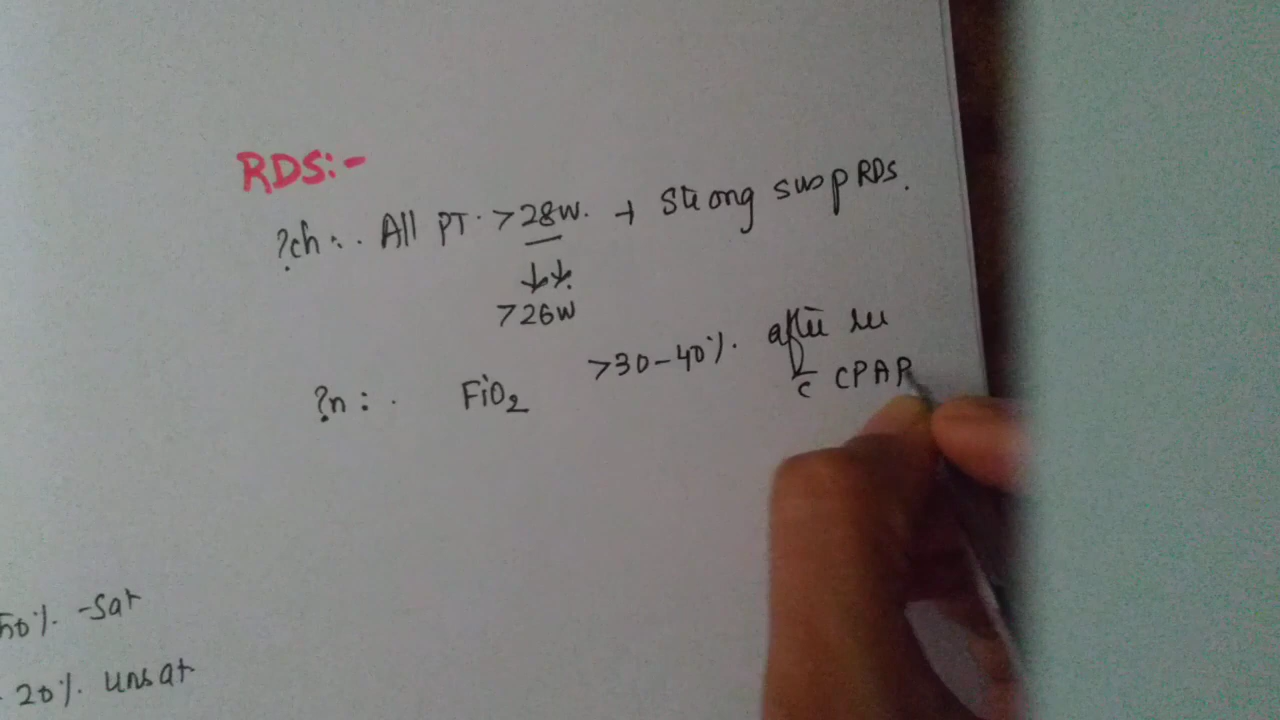 RDS:-
?ch :. All PT. >28w. + Strong susp RDS.
↓↓
>26w
?n : . FiO2 >30-40%. after
c CPAP
50%. -Sat
- 20%. unsat